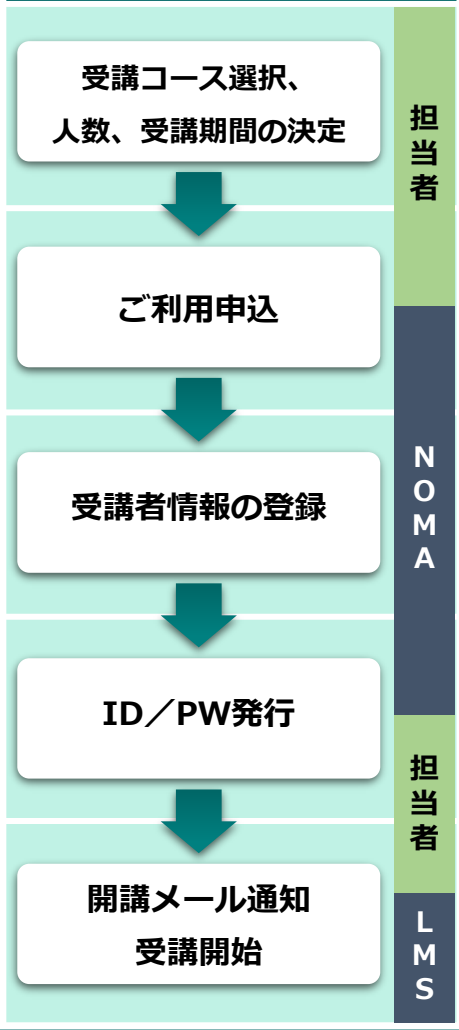 受講コース選択、
人数、受講期間の決定
担当者
ご利用申込
受講者情報の登録
NOMA
ID／PW発行
担当者
開講メール通知
受講開始
LMS